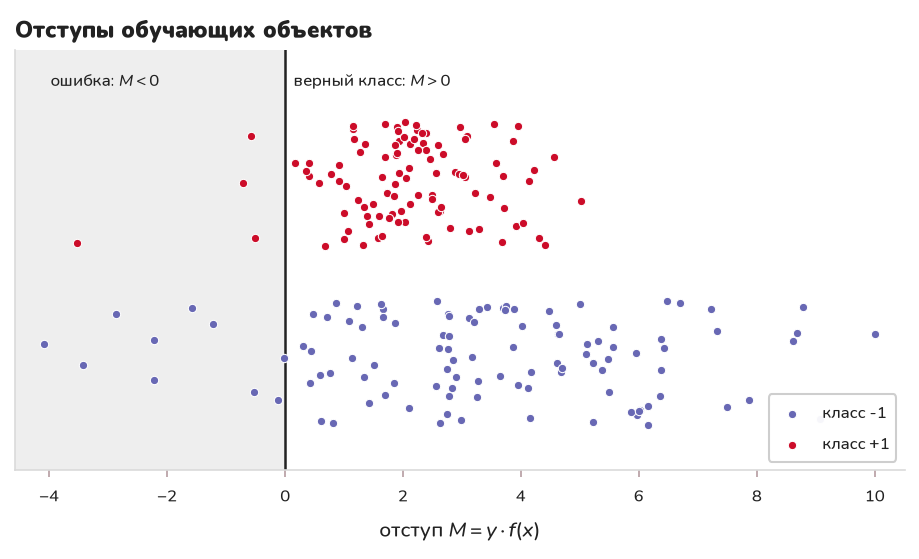 Отступы обучающих объектов
ошибка: M < 0
верный класс: M > 0
класс -1
класс +1
−4 −2 0 2 4 6 8 10
отступ M = y · f(x)